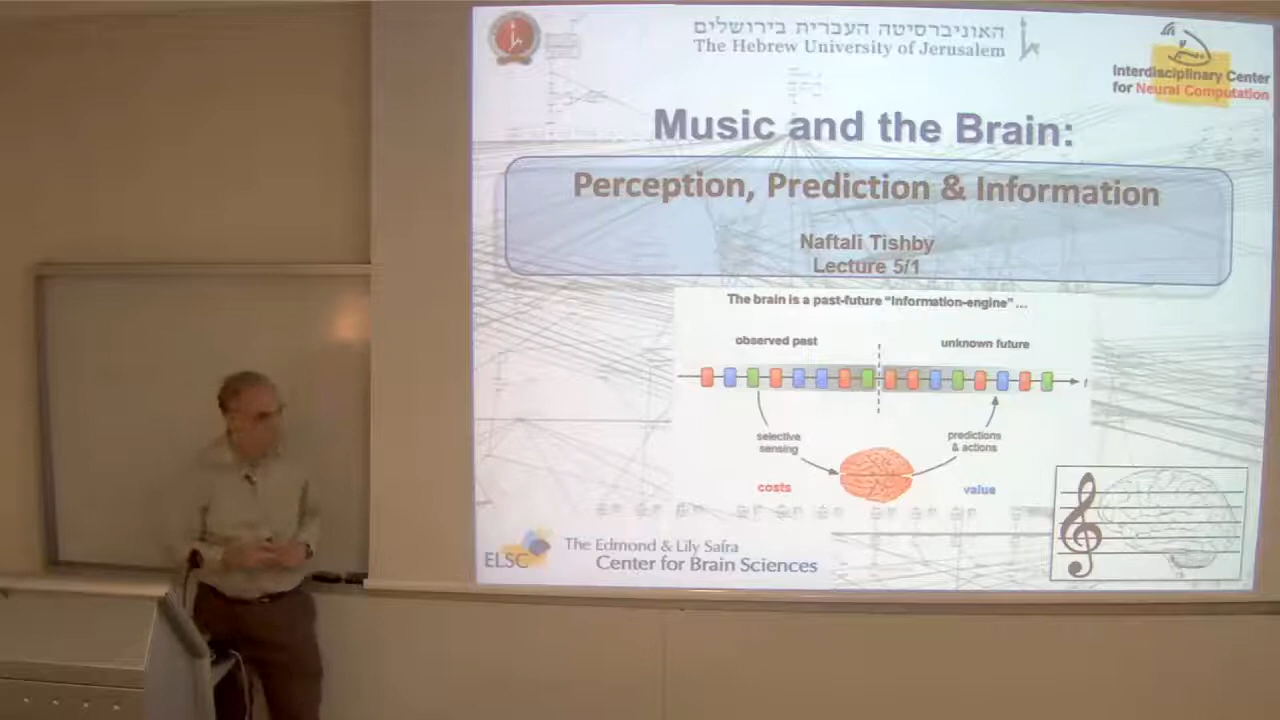 האוניברסיטה העברית בירושלים
The Hebrew University of Jerusalem
Interdisciplinary Center
for Neural Computation
Music and the Brain:
Perception, Prediction & Information
Naftali Tishby
Lecture 5/1
The brain is a past-future “Information-engine” ...
observed past
unknown future
t
selective
sensing
predictions
& actions
costs
value
ELSC
The Edmond & Lily Safra
Center for Brain Sciences